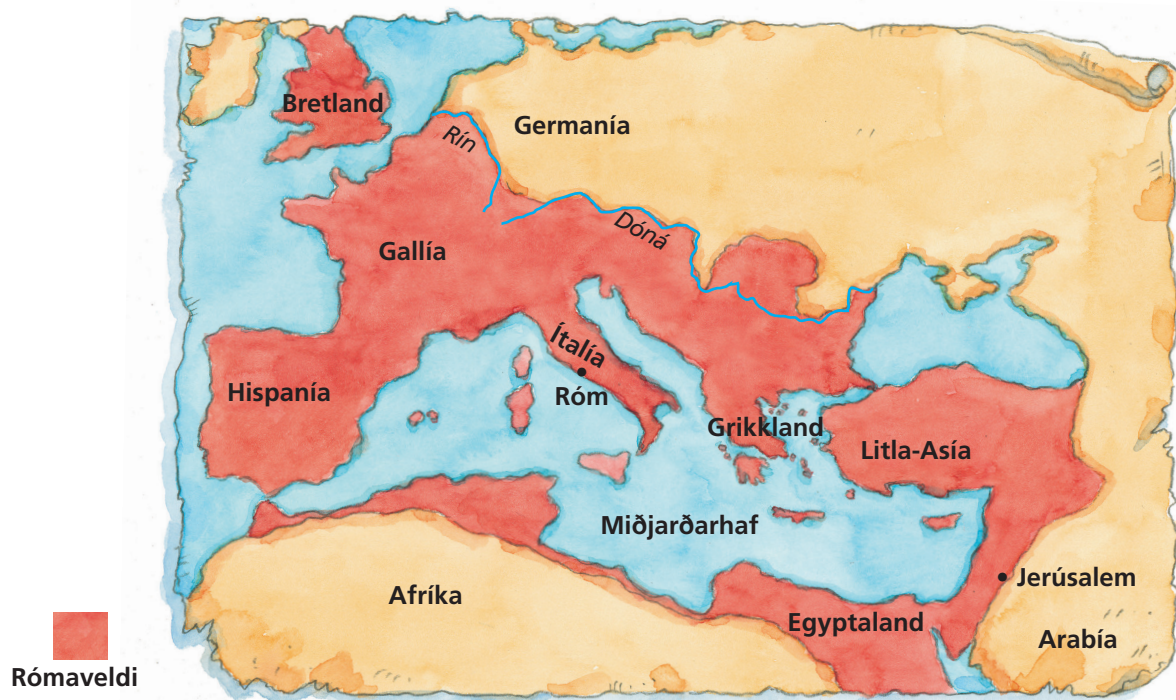 Bretland
Germanía
Rín
Dóná
Gallía
Ítalía
Hispanía
Róm
Grikkland
Litla-Asía
Miðjarðarhaf
Jerúsalem
Afríka
Egyptaland
Arabía
Rómaveldi